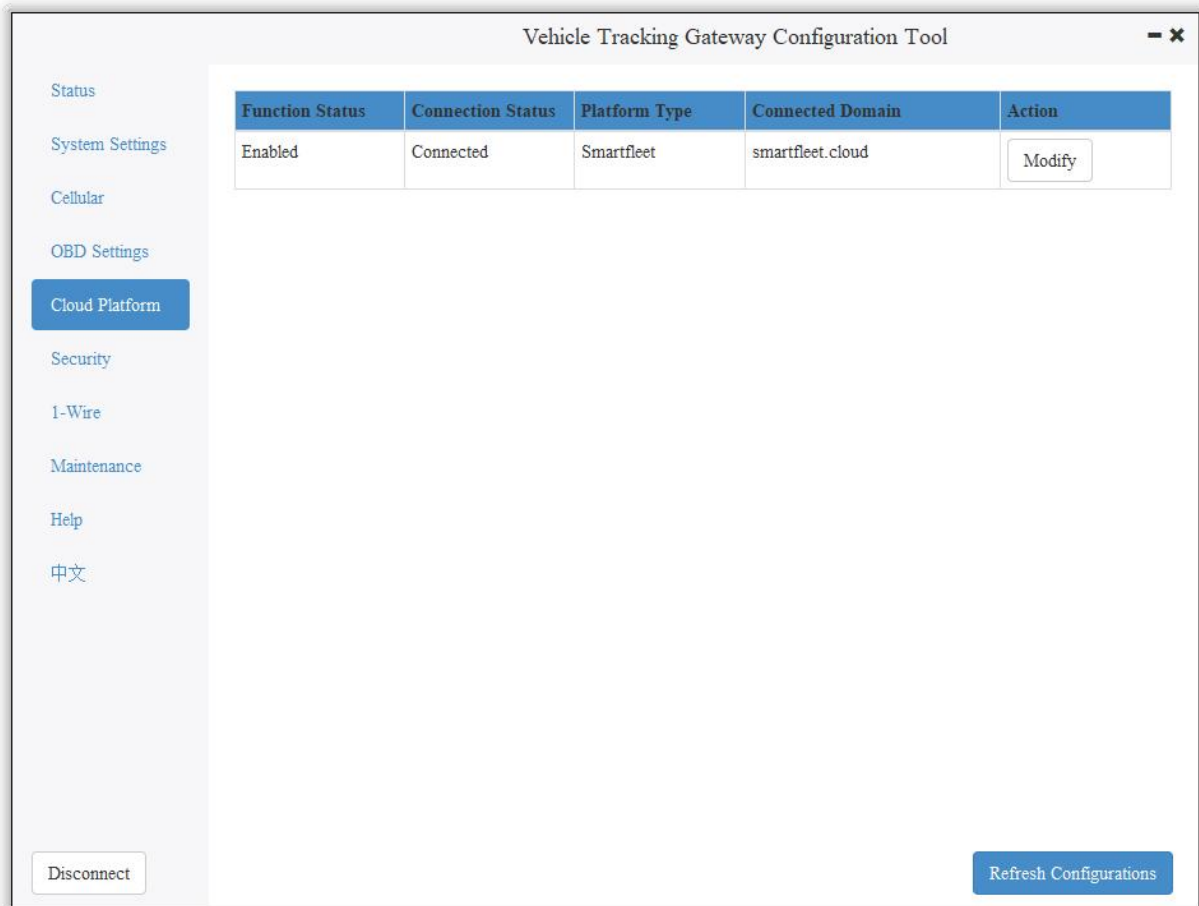 Vehicle Tracking Gateway Configuration Tool
Status
System Settings
Cellular
OBD Settings
Cloud Platform
Security
1-Wire
Maintenance
Help
中文
Function Status Connection Status Platform Type Connected Domain Action
Enabled Connected Smartfleet smartfleet.cloud Modify
Disconnect
Refresh Configurations